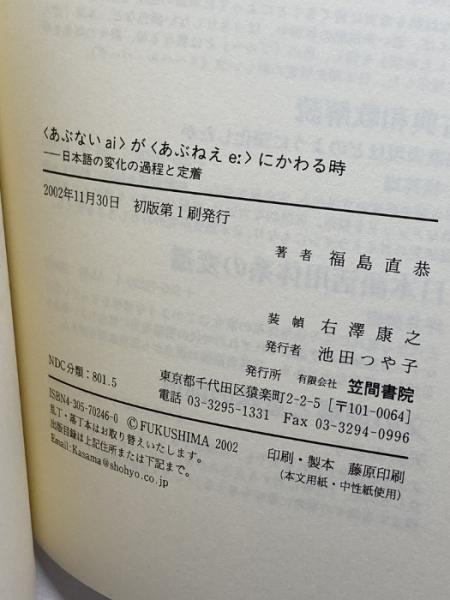 〈あぶない ai〉が〈あぶねえ eː〉にかわる時
──日本語の変化の過程と定着
2002年11月30日　初版第1刷発行
著者　福島直恭
装幀　右澤康之
発行者　池田つや子
発行所　有限会社　笠間書院
東京都千代田区猿楽町2-2-5［〒101-0064］
NDC分類：801.5　電話　03-3295-1331　Fax 03-3294-0996
ISBN4-305-70246-0　©FUKUSHIMA 2002　印刷・製本　藤原印刷
乱丁・落丁本はお取り替えいたします。　（本文用紙・中性紙使用）
出版目録は上記住所または下記まで。
Email:Kasama@shohyo.co.jp